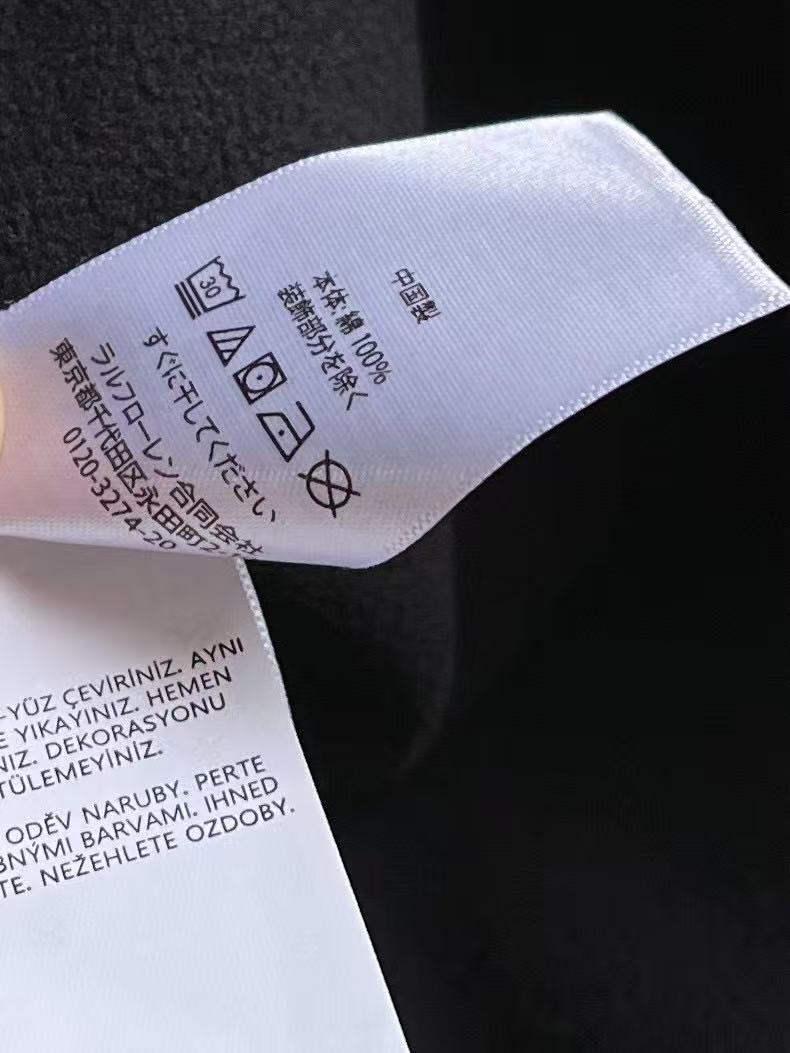 中国製
本体:綿 100%
装飾部分を除く
30
すぐに干してください
ラルフローレン合同会社
東京都千代田区永田町2-
0120-3274-20
-YÜZ ÇEVİRİNİZ. AYNI
E YIKAYINIZ. HEMEN
NIZ. DEKORASYONU
TÜLEMEYİNİZ.
ODĚV NARUBY. PERTE
BNÝMI BARVAMI. IHNED
TE. NEŽEHLETE OZDOBY.